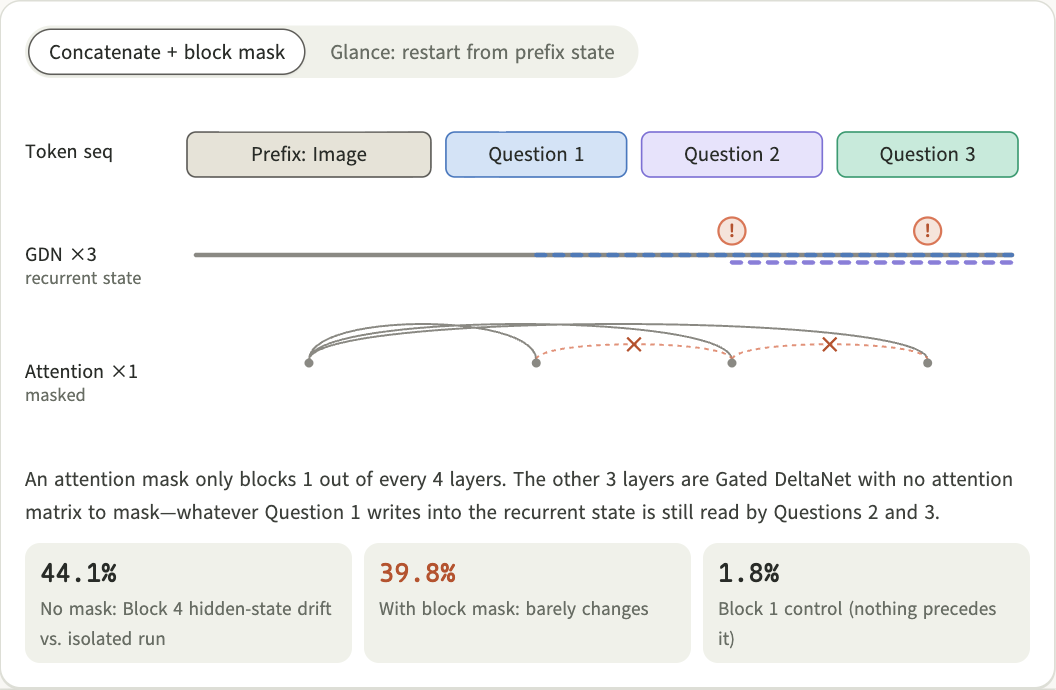 Concatenate + block mask
Glance: restart from prefix state
Token seq
Prefix: Image
Question 1
Question 2
Question 3
!
!
GDN ×3
recurrent state
Attention ×1
masked
An attention mask only blocks 1 out of every 4 layers. The other 3 layers are Gated DeltaNet with no attention
matrix to mask—whatever Question 1 writes into the recurrent state is still read by Questions 2 and 3.
44.1%
No mask: Block 4 hidden-state drift
vs. isolated run
39.8%
With block mask: barely changes
1.8%
Block 1 control (nothing precedes
it)